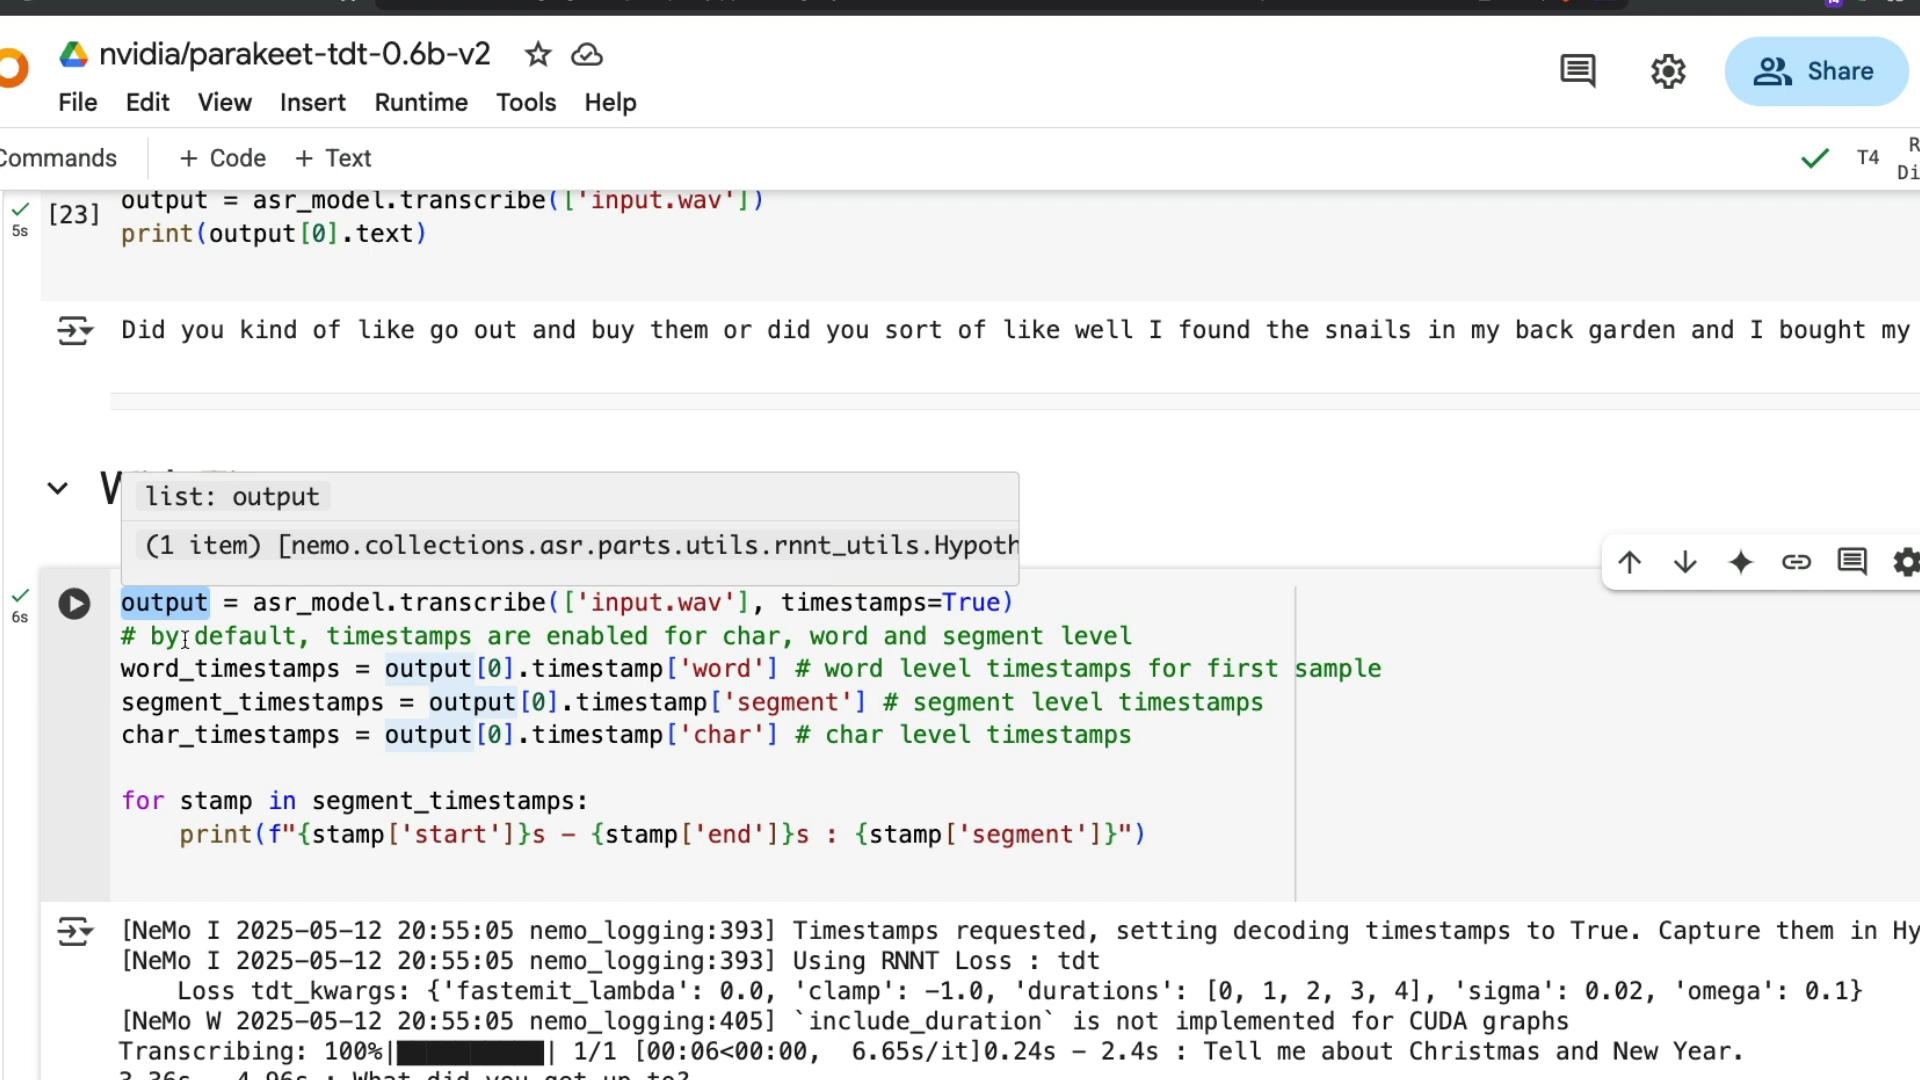 nvidia/parakeet-tdt-0.6b-v2
File Edit View Insert Runtime Tools Help
Share
Commands + Code + Text
T4
[23]
5s
output = asr_model.transcribe(['input.wav'])
print(output[0].text)
Did you kind of like go out and buy them or did you sort of like well I found the snails in my back garden and I bought my
list: output
(1 item) [nemo.collections.asr.parts.utils.rnnt_utils.Hypoth
6s
output = asr_model.transcribe(['input.wav'], timestamps=True)
# by default, timestamps are enabled for char, word and segment level
word_timestamps = output[0].timestamp['word'] # word level timestamps for first sample
segment_timestamps = output[0].timestamp['segment'] # segment level timestamps
char_timestamps = output[0].timestamp['char'] # char level timestamps
for stamp in segment_timestamps:
print(f"{stamp['start']}s - {stamp['end']}s : {stamp['segment']}")
[NeMo I 2025-05-12 20:55:05 nemo_logging:393] Timestamps requested, setting decoding timestamps to True. Capture them in Hy
[NeMo I 2025-05-12 20:55:05 nemo_logging:393] Using RNNT Loss : tdt
Loss tdt_kwargs: {'fastemit_lambda': 0.0, 'clamp': -1.0, 'durations': [0, 1, 2, 3, 4], 'sigma': 0.02, 'omega': 0.1}
[NeMo W 2025-05-12 20:55:05 nemo_logging:405] `include_duration` is not implemented for CUDA graphs
Transcribing: 100%|██████████| 1/1 [00:06<00:00, 6.65s/it]0.24s - 2.4s : Tell me about Christmas and New Year.
3.36s - 4.96s : What did you get up to?